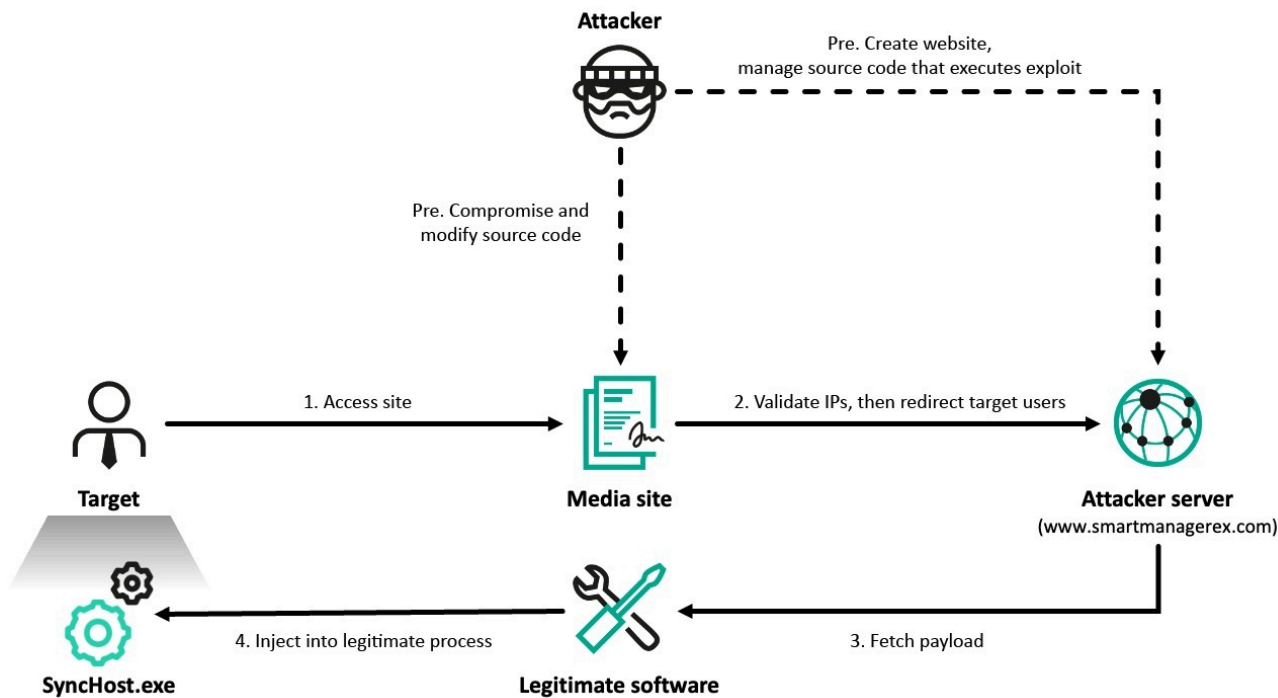 Attacker
Pre. Create website,
manage source code that executes exploit
Pre. Compromise and
modify source code
1. Access site
2. Validate IPs, then redirect target users
Target
Media site
Attacker server
(www.smartmanagerex.com)
4. Inject into legitimate process
3. Fetch payload
SyncHost.exe
Legitimate software